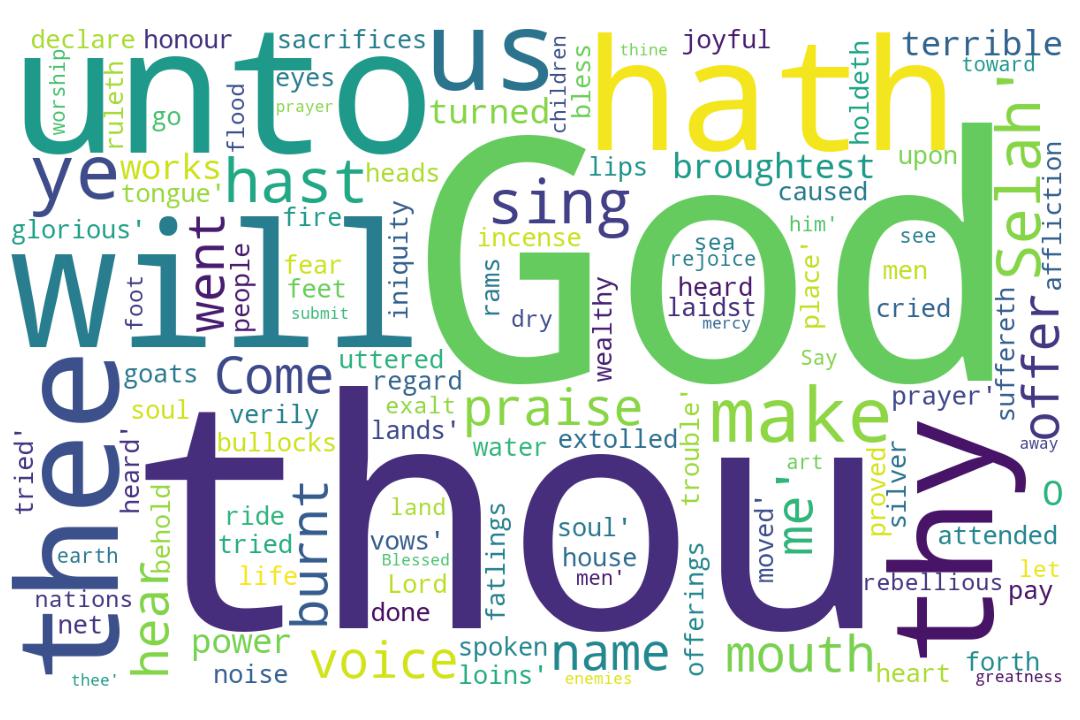 declare honour sacrifices us children bless thine joyful terrible
worship unto hath toward
ruleth eyes holdeth
go flood prayer turned
ye works hast heads lips broughtest upon Selah'
tongue' caused affliction
glorious' fire sing him'
will God
went people iniquity incense sea see
fear rams rejoice place' men
foot feet dry wealthy heard cried
submit laidst suffereth offer
mercy
thee goats Come uttered Say
regard prayer'
soul verily exalt praise make
bullocks lands' water extolled trouble' away
tried' heard' thou art proved silver thy O
hear behold ride burnt land fatlings soul' moved' me' attended
earth tried vows' house
life Blessed men' let
nations Lord offerings rebellious pay
net done
power voice spoken name mouth forth
noise loins' heart
thee' enemies greatness